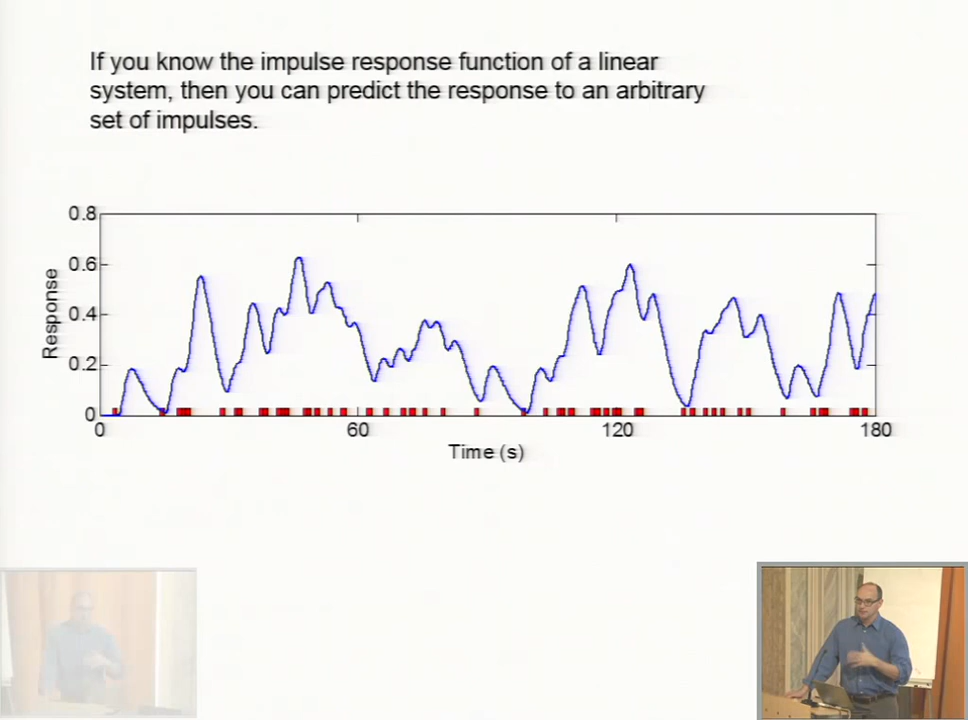 If you know the impulse response function of a linear
system, then you can predict the response to an arbitrary
set of impulses.
0.8
0.6
0.4
0.2
0
Response
0
60
120
180
Time (s)